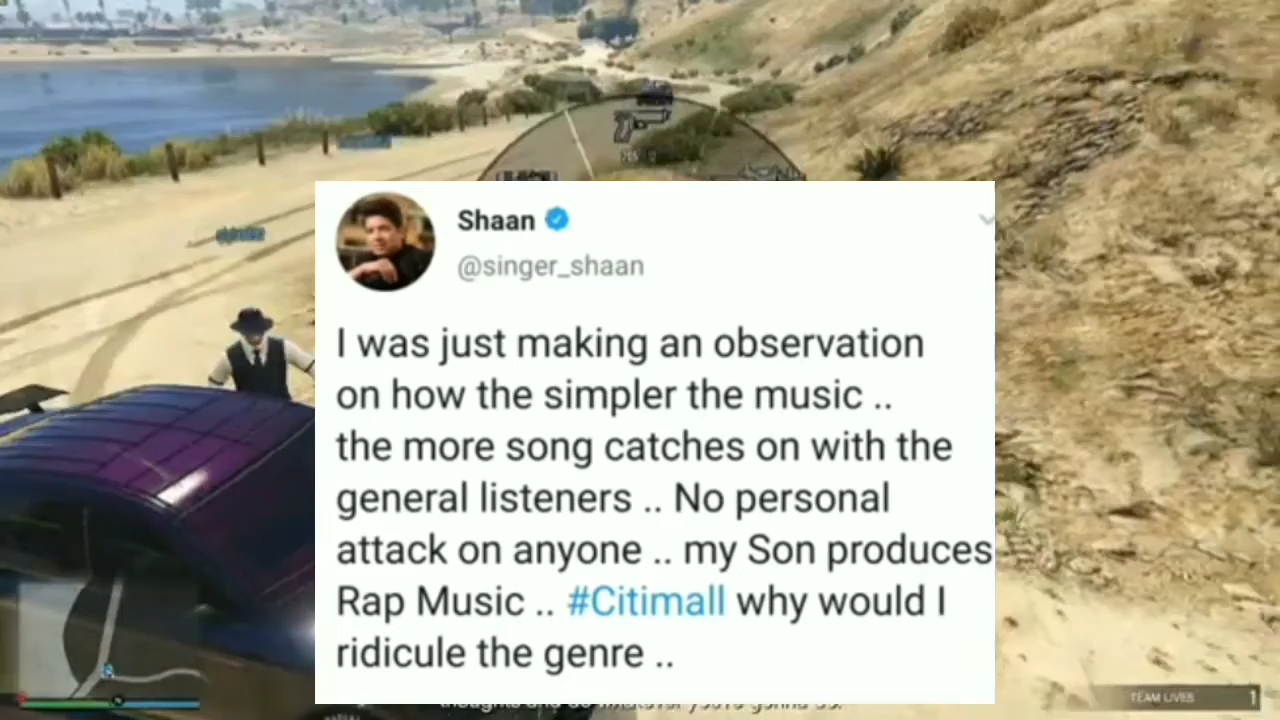 Shaan
@singer_shaan
I was just making an observation
on how the simpler the music ..
the more song catches on with the
general listeners .. No personal
attack on anyone .. my Son produces
Rap Music .. #Citimall why would I
ridicule the genre ..
TEAM LIVES 1